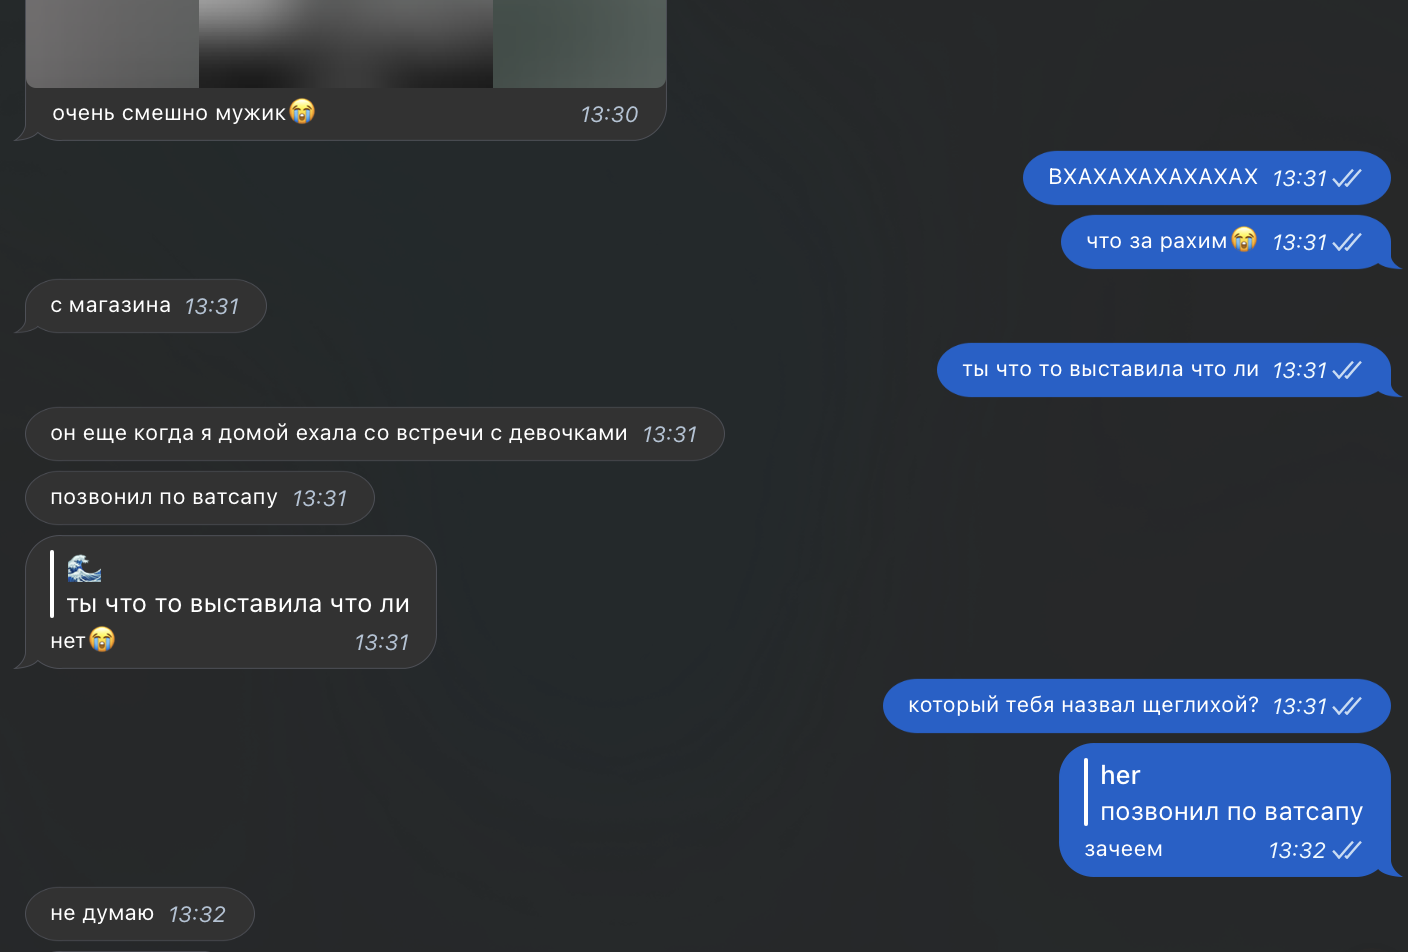 очень смешно мужик😭 13:30
ВХАХАХАХАХАХАХ 13:31
что за рахим😭 13:31
с магазина 13:31
ты что то выставила что ли 13:31
он еще когда я домой ехала со встречи с девочками 13:31
позвонил по ватсапу 13:31
🌊
ты что то выставила что ли
нет😭 13:31
который тебя назвал щеглихой? 13:31
her
позвонил по ватсапу
зачеем 13:32
не думаю 13:32